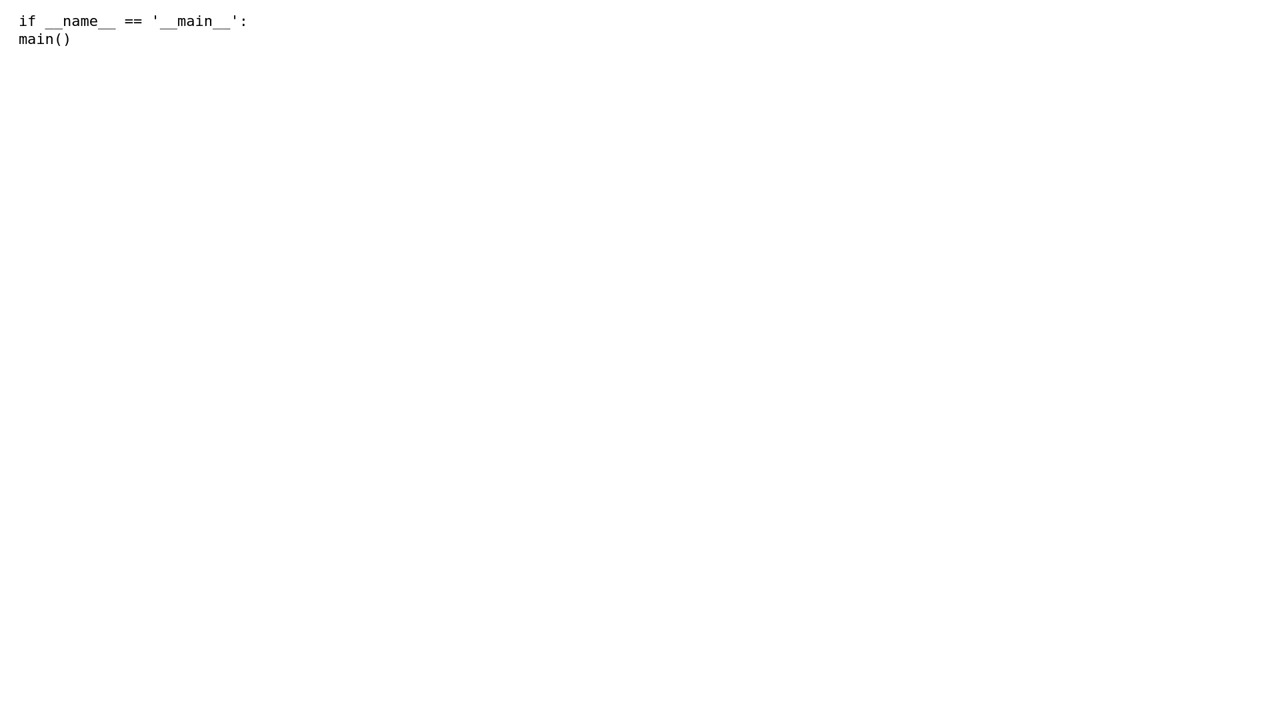 if __name__ == '__main__':
main()